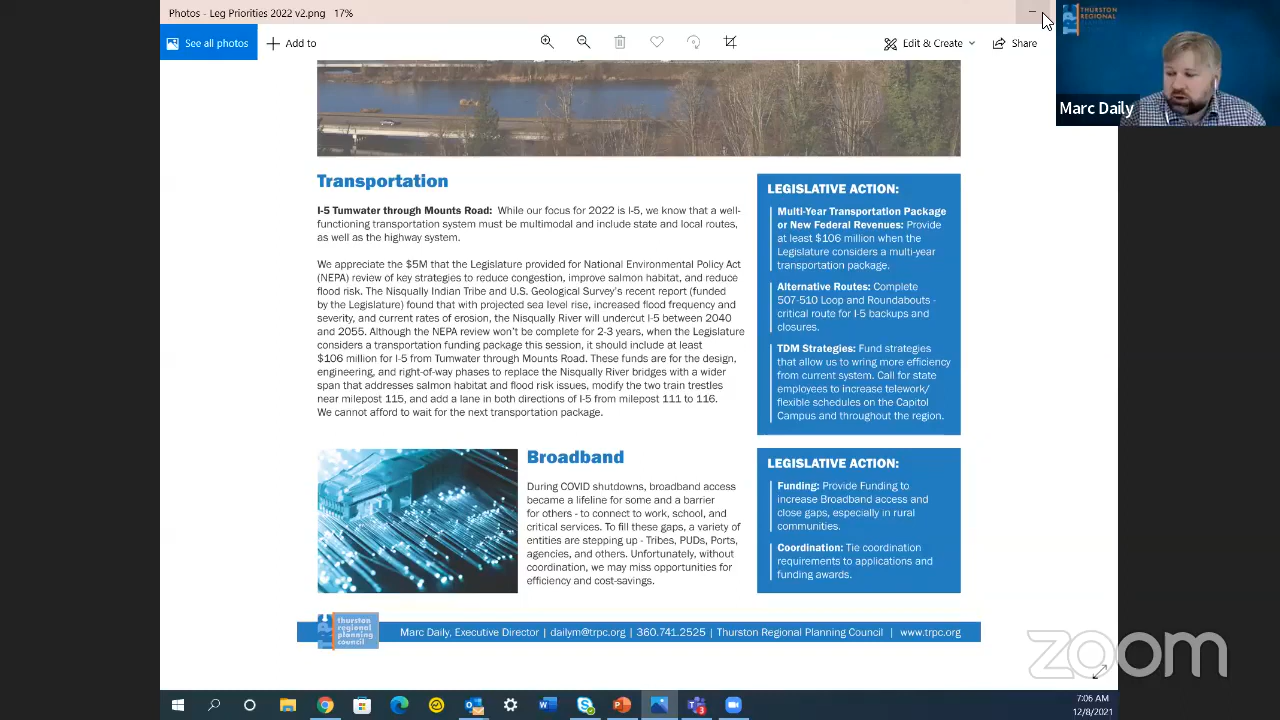 Photos - Leg Priorities 2022 v2.png - 17%
See all photos
Add to
Edit & Create
Share
THURSTON
REGIONAL
Marc Daily
Transportation
I-5 Tumwater through Mounts Road: While our focus for 2022 is I-5, we know that a well-
functioning transportation system must be multimodal and include state and local routes,
as well as the highway system.
We appreciate the $5M that the Legislature provided for National Environmental Policy Act
(NEPA) review of key strategies to reduce congestion, improve salmon habitat, and reduce
flood risk. The Nisqually Indian Tribe and U.S. Geological Survey's recent report (funded
by the Legislature) found that with projected sea level rise, increased flood frequency and
severity, and current rates of erosion, the Nisqually River will undercut I-5 between 2040
and 2055. Although the NEPA review won't be complete for 2-3 years, when the Legislature
considers a transportation funding package this session, it should include at least
$106 million for I-5 from Tumwater through Mounts Road. These funds are for the design,
engineering, and right-of-way phases to replace the Nisqually River bridges with a wider
span that addresses salmon habitat and flood risk issues, modify the two train trestles
near milepost 115, and add a lane in both directions of I-5 from milepost 111 to 116.
We cannot afford to wait for the next transportation package.
LEGISLATIVE ACTION:
Multi-Year Transportation Package
or New Federal Revenues: Provide
at least $106 million when the
Legislature considers a multi-year
transportation package.
Alternative Routes: Complete
507-510 Loop and Roundabouts -
critical route for I-5 backups and
closures.
TDM Strategies: Fund strategies
that allow us to wring more efficiency
from current system. Call for state
employees to increase telework/
flexible schedules on the Capitol
Campus and throughout the region.
Broadband
During COVID shutdowns, broadband access
became a lifeline for some and a barrier
for others - to connect to work, school, and
critical services. To fill these gaps, a variety of
entities are stepping up - Tribes, PUDs, Ports,
agencies, and others. Unfortunately, without
coordination, we may miss opportunities for
efficiency and cost-savings.
LEGISLATIVE ACTION:
Funding: Provide Funding to
increase Broadband access and
close gaps, especially in rural
communities.
Coordination: Tie coordination
requirements to applications and
funding awards.
thurston
regional
planning
council
Marc Daily, Executive Director | dailym@trpc.org | 360.741.2525 | Thurston Regional Planning Council | www.trpc.org
zoom
7:06 AM
12/8/2021